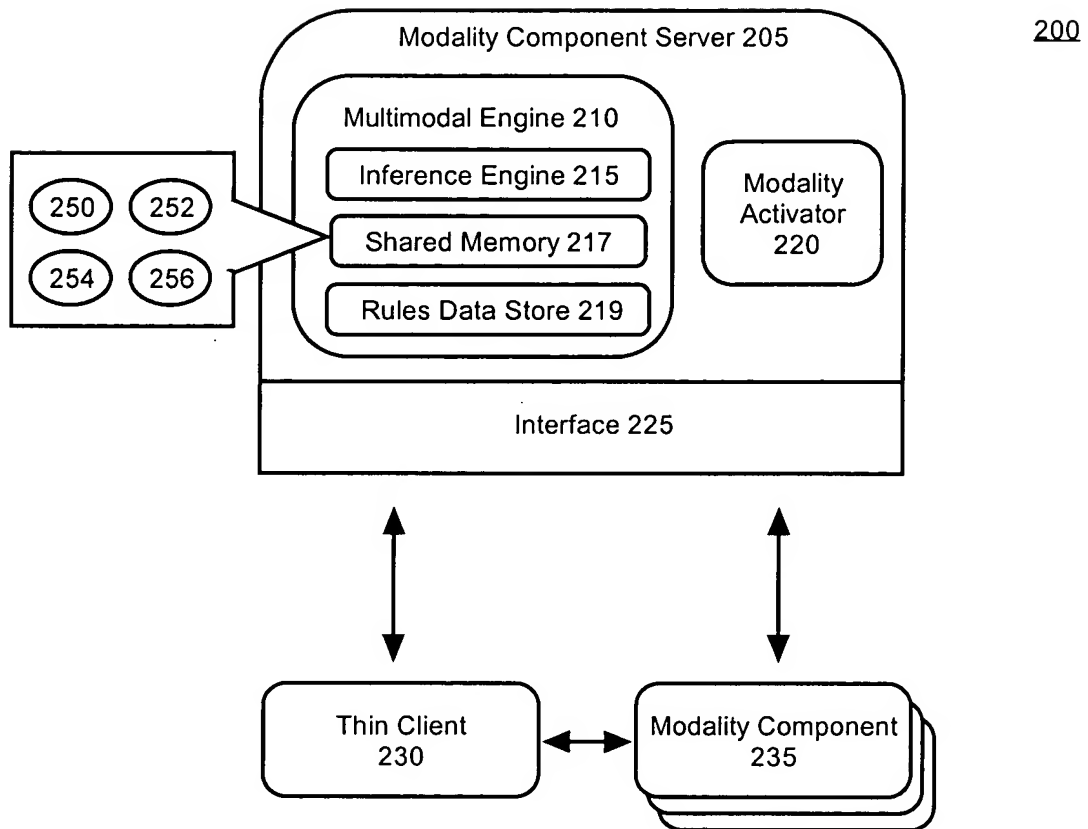 Modality Component Server 205
200
Multimodal Engine 210
Inference Engine 215
Shared Memory 217
Rules Data Store 219
Modality
Activator
220
250 252
254 256
Interface 225
Thin Client
230
Modality Component
235